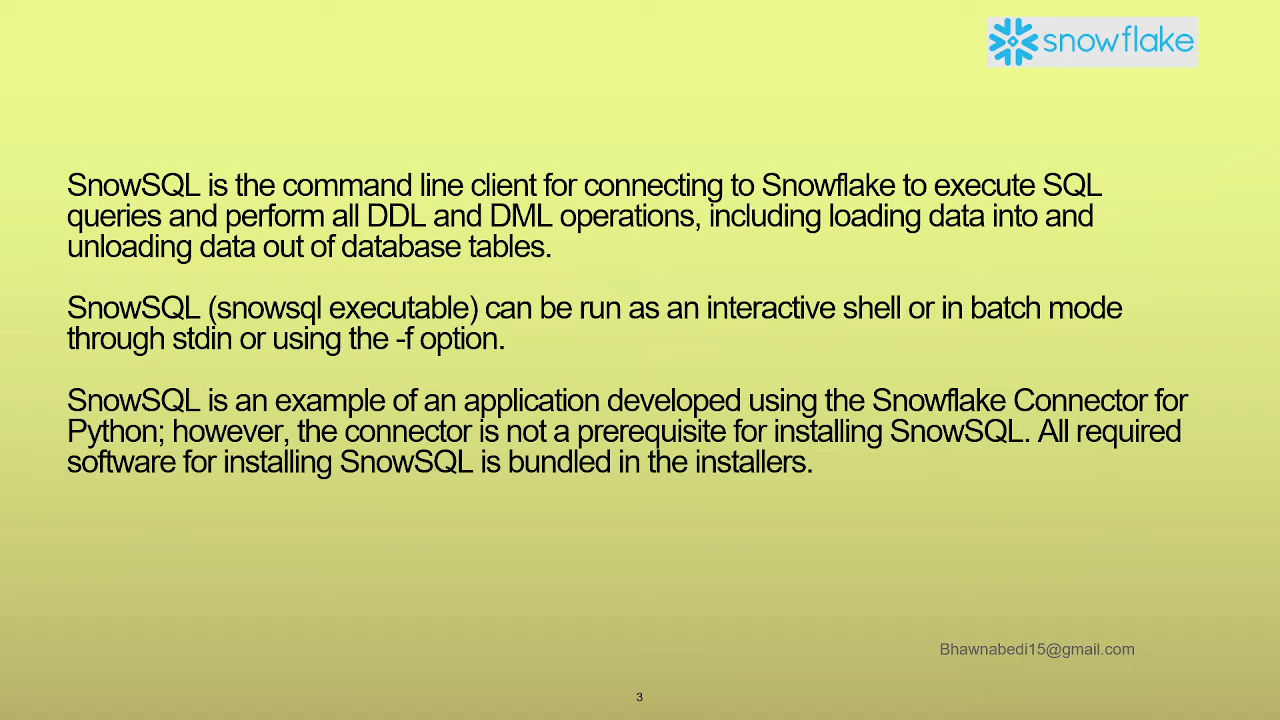 snowflake
SnowSQL is the command line client for connecting to Snowflake to execute SQL
queries and perform all DDL and DML operations, including loading data into and
unloading data out of database tables.
SnowSQL (snowsql executable) can be run as an interactive shell or in batch mode
through stdin or using the -f option.
SnowSQL is an example of an application developed using the Snowflake Connector for
Python; however, the connector is not a prerequisite for installing SnowSQL. All required
software for installing SnowSQL is bundled in the installers.
Bhawnabedi15@gmail.com
3